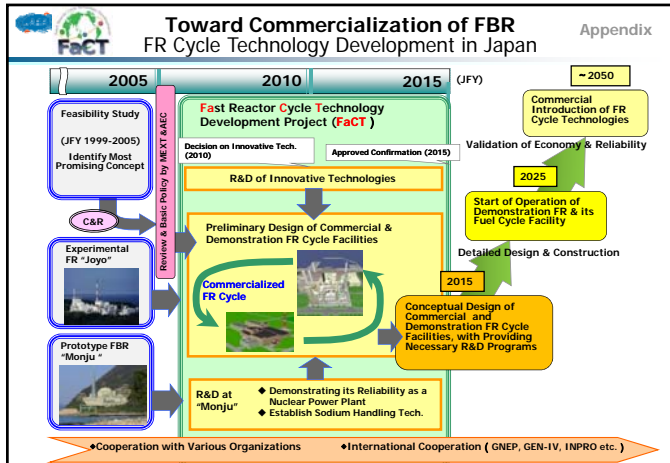 Toward Commercialization of FBR
Appendix
FR Cycle Technology Development in Japan
FaCT
2005
2010
2015
(JFY)
Feasibility Study
(JFY 1999-2005)
Identify Most
Promising Concept
C&R
Review & Basic Policy by MEXT &AEC
Experimental
FR "Joyo"
Prototype FBR
"Monju"
Fast Reactor Cycle Technology
Development Project (FaCT )
Decision on Innovative Tech.
(2010)
Approved Confirmation (2015)
R&D of Innovative Technologies
Preliminary Design of Commercial &
Demonstration FR Cycle Facilities
Commercialized
FR Cycle
R&D at
"Monju"
◆ Demonstrating its Reliability as a
Nuclear Power Plant
◆ Establish Sodium Handling Tech.
~2050
Commercial
Introduction of FR
Cycle Technologies
Validation of Economy & Reliability
2025
Start of Operation of
Demonstration FR & its
Fuel Cycle Facility
Detailed Design & Construction
2015
Conceptual Design of
Commercial and
Demonstration FR Cycle
Facilities, with Providing
Necessary R&D Programs
◆Cooperation with Various Organizations
◆International Cooperation ( GNEP, GEN-IV, INPRO etc. )